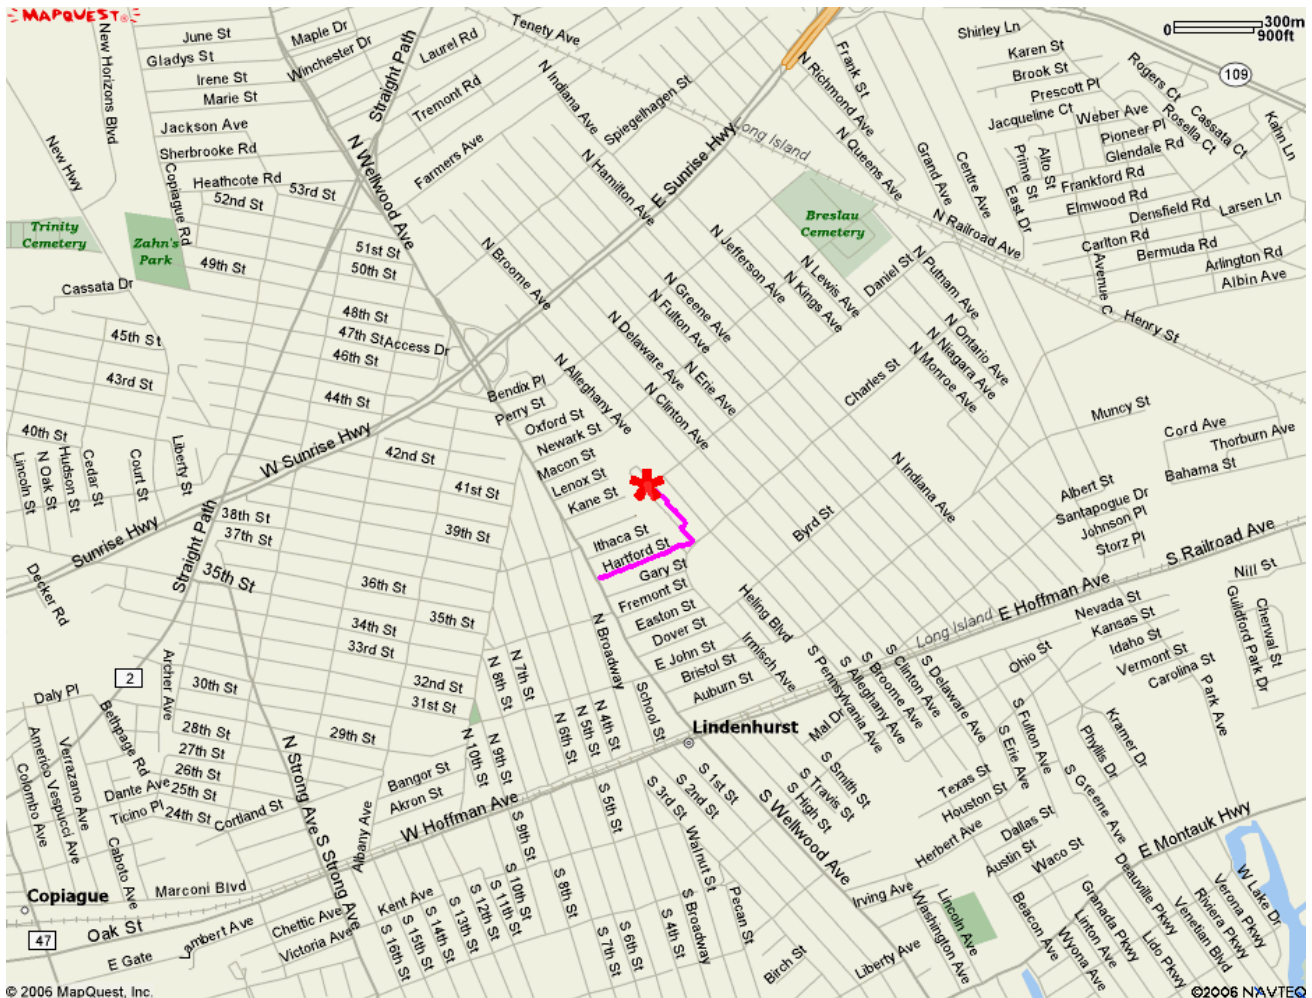 MAPQUEST
300m
0
900ft
June St
Maple Dr
Gladys St
Winchester Dr
Irene St
Marie St
Jackson Ave
Sherbrooke Rd
Heathcote Rd
53rd St
52nd St
New Horizons Blvd
New Hwy
Copiague Rd
Straight Path
Laurel Rd
Tremont Rd
Farmers Ave
N Wellwood Ave
Tenety Ave
N Indiana Ave
Spiegelhagen St
N Hamilton Ave
E Sunrise Hwy
Long Island
N Richmond Ave
Frank St
N Queens Ave
Grand Ave
Centre Ave
N Railroad Ave
East Dr
Shirley Ln
Karen St
Brook St
Prescott Pl
Jacqueline Ct
Weber Ave
Pioneer Pl
Glendale Rd
Prime St
Alto St
Frankford Rd
Elmwood Rd
Densfield Rd
Larsen Ln
Carlton Rd
Bermuda Rd
Arlington Rd
Albin Ave
Avenue C
Rogers Ct
Rosella Ct
Cassata Ct
Kahn Ln
109
Henry St
Trinity
Cemetery
Zahn's
Park
Breslau
Cemetery
51st St
50th St
49th St
Cassata Dr
48th St
47th St
Access Dr
46th St
45th St
43rd St
44th St
40th St
42nd St
41st St
39th St
38th St
37th St
36th St
35th St
35th St
34th St
33rd St
32nd St
31st St
30th St
29th St
28th St
27th St
26th St
25th St
24th St
Lincoln St
N Oak St
Hudson St
Cedar St
Court St
Liberty St
W Sunrise Hwy
Sunrise Hwy
Straight Path
Decker Rd
N Broome Ave
N Jefferson Ave
N Lewis Ave
N Kings Ave
Daniel St
N Putnam Ave
N Ontario Ave
N Niagara Ave
N Monroe Ave
N Greene Ave
N Fulton Ave
N Delaware Ave
N Erie Ave
N Alleghany Ave
N Clinton Ave
Charles St
Byrd St
N Indiana Ave
Bendix Pl
Perry St
Oxford St
Newark St
Macon St
Lenox St
Kane St
Ithaca St
Hartford St
Gary St
Fremont St
Easton St
Dover St
E John St
Bristol St
Auburn St
Heling Blvd
Irmisch Ave
Muncy St
Cord Ave
Thorburn Ave
Bahama St
Albert St
Santapogue Dr
Johnson Pl
Storz Pl
S Railroad Ave
E Hoffman Ave
Long Island
Nill St
Cherwal St
Guildford Park Dr
Nevada St
Kansas St
Idaho St
Vermont St
Carolina St
Park Ave
Ohio St
S Pennsylvania Ave
S Alleghany Ave
S Broome Ave
S Clinton Ave
S Delaware Ave
S Erie Ave
S Fulton Ave
S Greene Ave
Phyllis Dr
Kramer Dr
Mal Dr
S Smith St
S Travis St
S High St
Texas St
Houston St
Herbert Ave
Dallas St
Austin St
Waco St
E Montauk Hwy
2
Daly Pl
Archer Ave
Bethpage Rd
Americo Vespucci Ave
Verrazano Ave
Colombo Ave
Dante Ave
Ticino Pl
Caboto Ave
Cortland St
N Strong Ave
S Strong Ave
Albany Ave
Bangor St
Akron St
W Hoffman Ave
N 10th St
N 9th St
N 8th St
N 7th St
N 6th St
N 5th St
N 4th St
N Broadway
School St
Lindenhurst
S 1st St
S 2nd St
S 3rd St
S 5th St
S Wellwood Ave
Walnut St
Pecan St
S Broadway
S 4th St
S 6th St
S 7th St
S 8th St
S 9th St
S 10th St
S 11th St
S 12th St
S 13th St
S 14th St
S 15th St
S 16th St
Copiague
Marconi Blvd
Oak St
47
E Gate
Lambert Ave
Chettic Ave
Victoria Ave
Kent Ave
Birch St
Liberty Ave
Irving Ave
Washington Ave
Lincoln Ave
Beacon Ave
Wyona Ave
Linton Ave
Granada Pkwy
Lido Pkwy
Deauville Pkwy
Venetian Blvd
Riviera Pkwy
Verona Pkwy
W Lake Dr
© 2006 MapQuest, Inc.
©2006 NAVTEQ